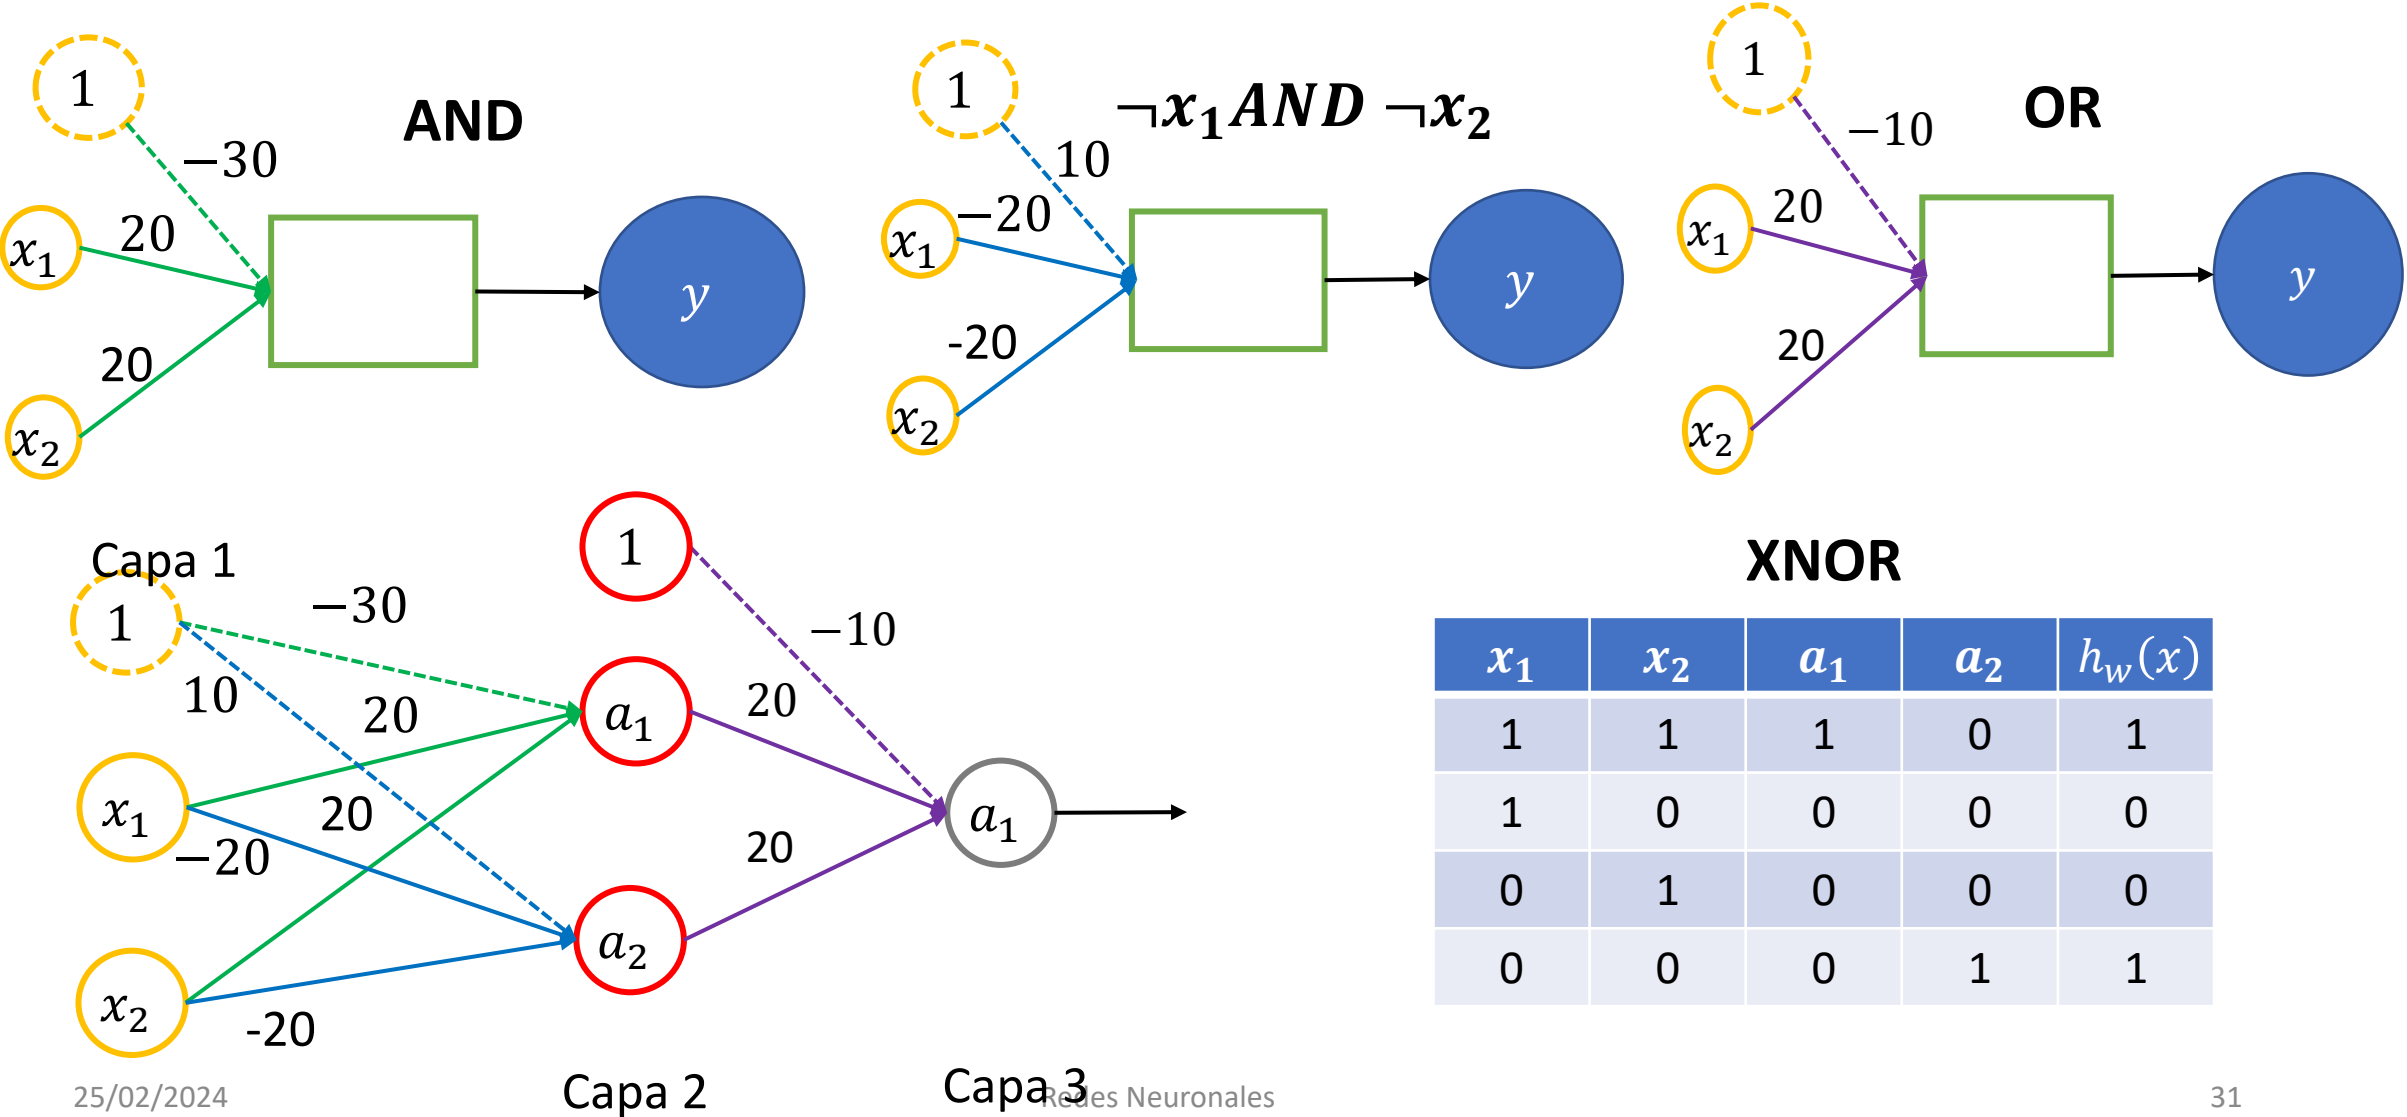 AND
1
−30
x₁
20
20
x₂
y
¬x₁AND ¬x₂
1
10
x₁
−20
-20
x₂
y
OR
1
−10
x₁
20
20
x₂
y
Capa 1
1
−30
10
20
x₁
20
−20
x₂
-20
1
−10
a₁
20
a₂
20
a₁
Capa 2
Capa 3
XNOR
x₁ x₂ a₁ a₂ h_w(x)
1 1 1 0 1
1 0 0 0 0
0 1 0 0 0
0 0 0 1 1
25/02/2024
Redes Neuronales
31